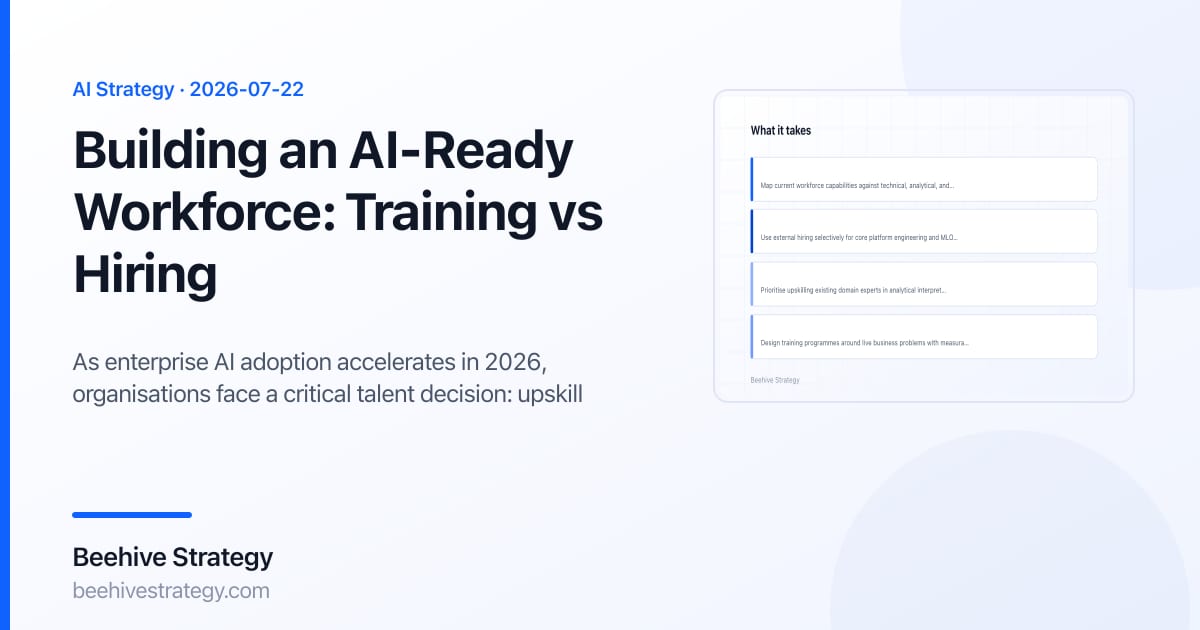 AI Strategy · 2026-07-22
Building an AI-Ready
Workforce: Training vs
Hiring
As enterprise AI adoption accelerates in 2026,
organisations face a critical talent decision: upskill
Beehive Strategy
beehivestrategy.com
What it takes
Map current workforce capabilities against technical, analytical, and...
Use external hiring selectively for core platform engineering and MLO...
Prioritise upskilling existing domain experts in analytical interpret...
Design training programmes around live business problems with measura...
Beehive Strategy